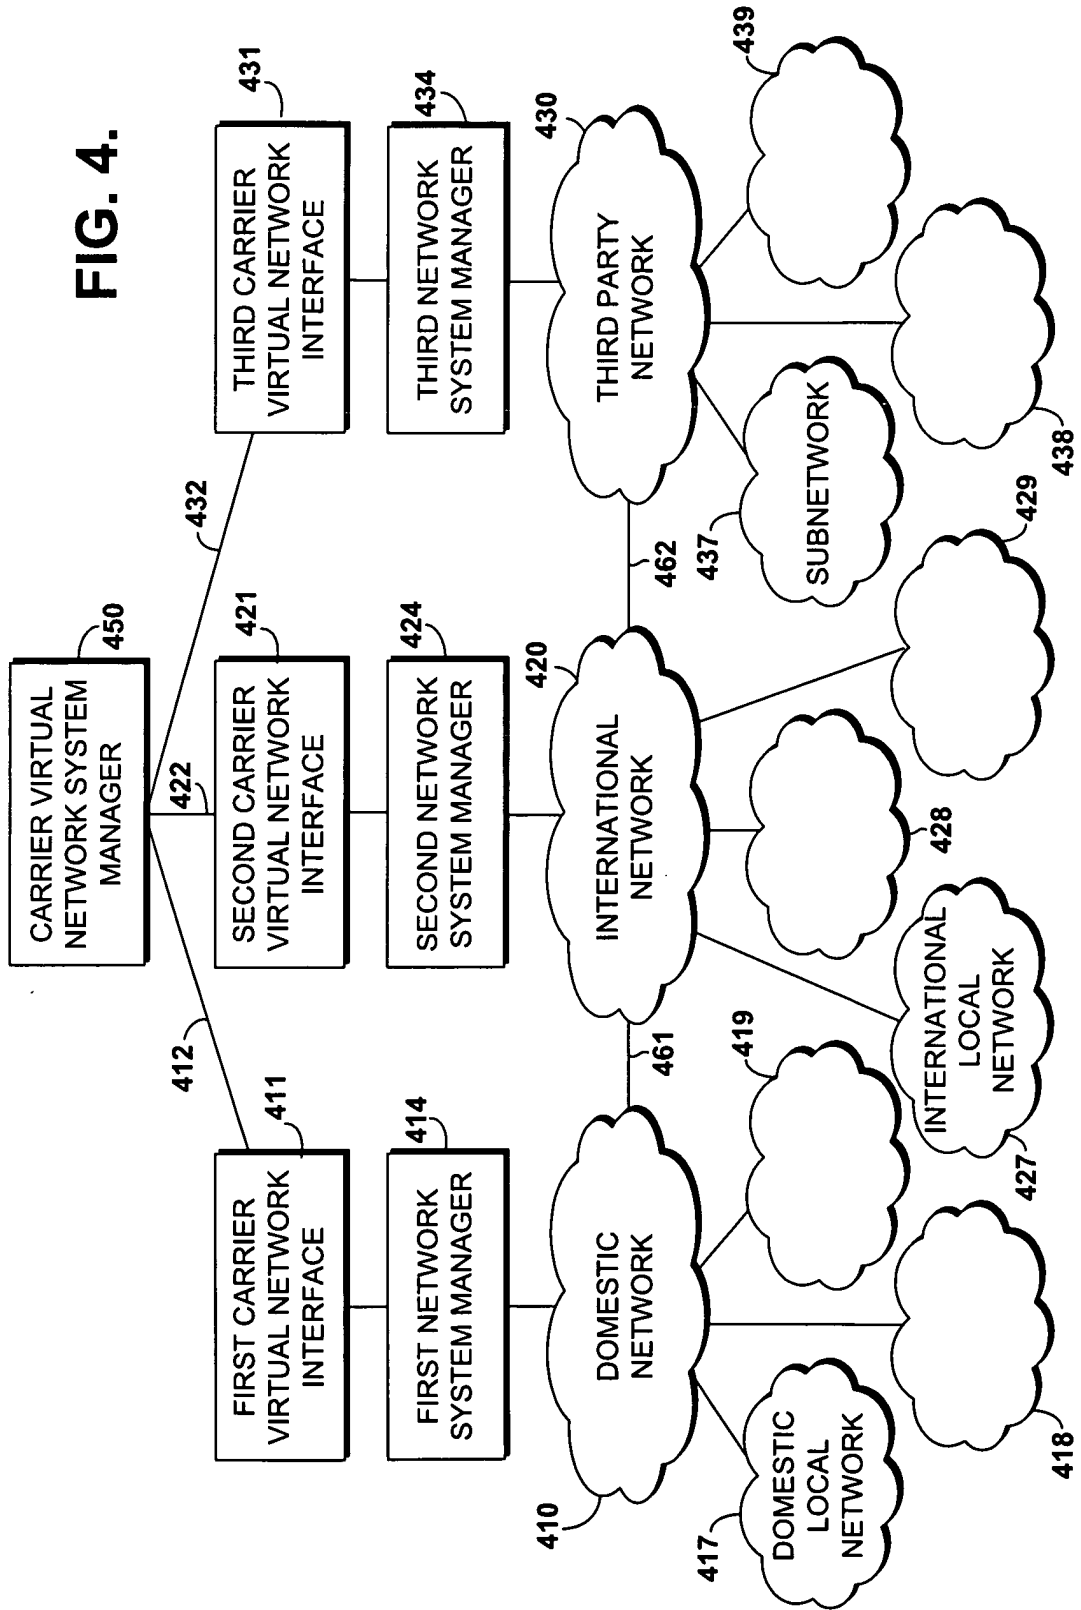 FIG. 4.
CARRIER VIRTUAL
NETWORK SYSTEM
MANAGER
450
412
422
432
FIRST CARRIER
VIRTUAL NETWORK
INTERFACE
411
SECOND CARRIER
VIRTUAL NETWORK
INTERFACE
421
THIRD CARRIER
VIRTUAL NETWORK
INTERFACE
431
FIRST NETWORK
SYSTEM MANAGER
414
SECOND NETWORK
SYSTEM MANAGER
424
THIRD NETWORK
SYSTEM MANAGER
434
410
DOMESTIC
NETWORK
461
INTERNATIONAL
NETWORK
420
462
THIRD PARTY
NETWORK
430
417
DOMESTIC
LOCAL
NETWORK
418
419
427
INTERNATIONAL
LOCAL
NETWORK
428
429
437
SUBNETWORK
438
439